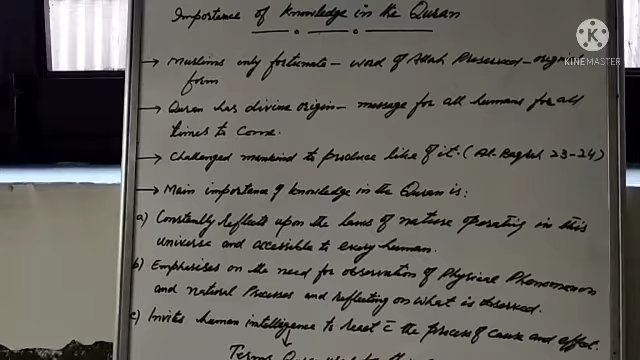 Importance of Knowledge in the Quran
→ Muslims only fortunate - word of Allah Preserved - origin
form
→ Quran has divine origin - message for all humans for all
times to come.
→ Challenged mankind to produce like of it. (Al-Baqrah 23-24)
→ Main importance of knowledge in the Quran is:
a) Constantly Reflects upon the laws of nature operating in this
universe and accessible to every human.
b) Emphasises on the need for observation of Physical Phenomenon
and natural Processes and reflecting on what is observed.
c) Invites human intelligence to react c̄ the process of cause and effect.
Terms
KINEMASTER